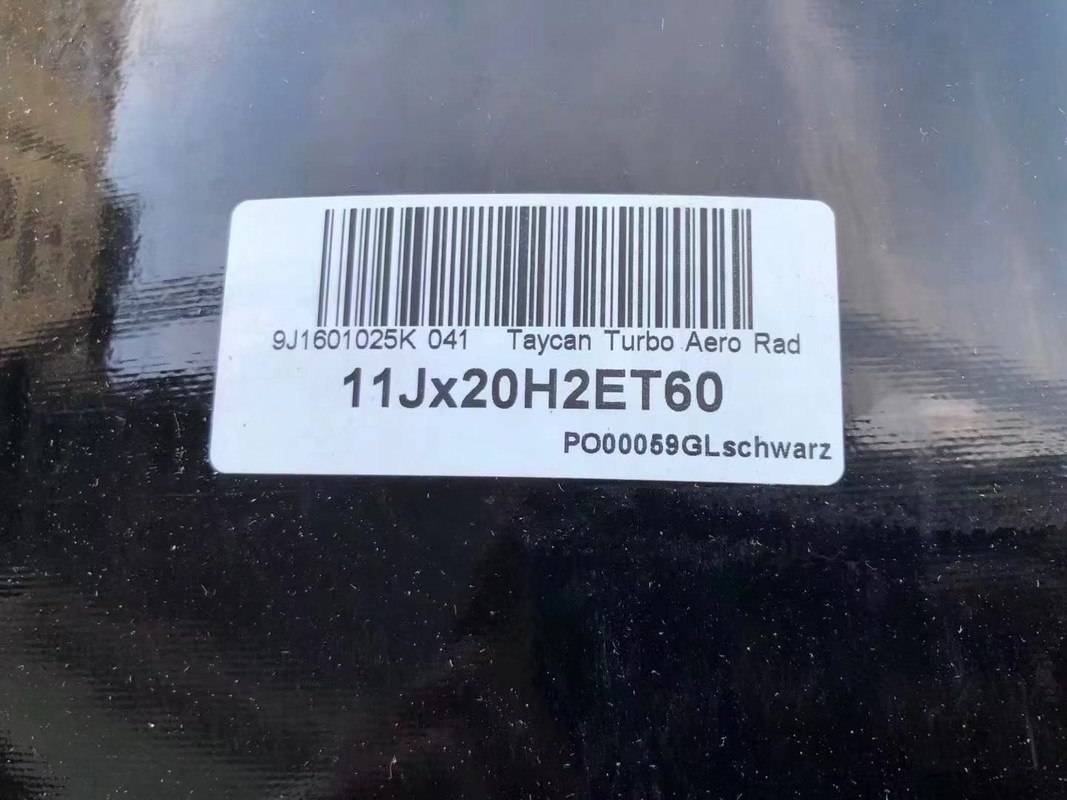 9J1601025K 041 Taycan Turbo Aero Rad
11Jx20H2ET60
PO00059GLschwarz